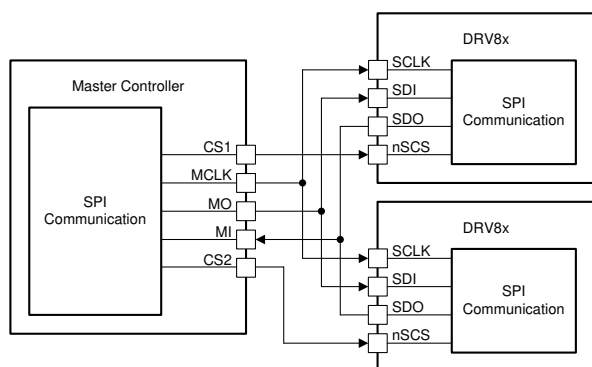 Master Controller
SPI
Communication
CS1
MCLK
MO
MI
CS2
DRV8x
SCLK
SDI
SDO
nSCS
SPI
Communication
DRV8x
SCLK
SDI
SDO
nSCS
SPI
Communication